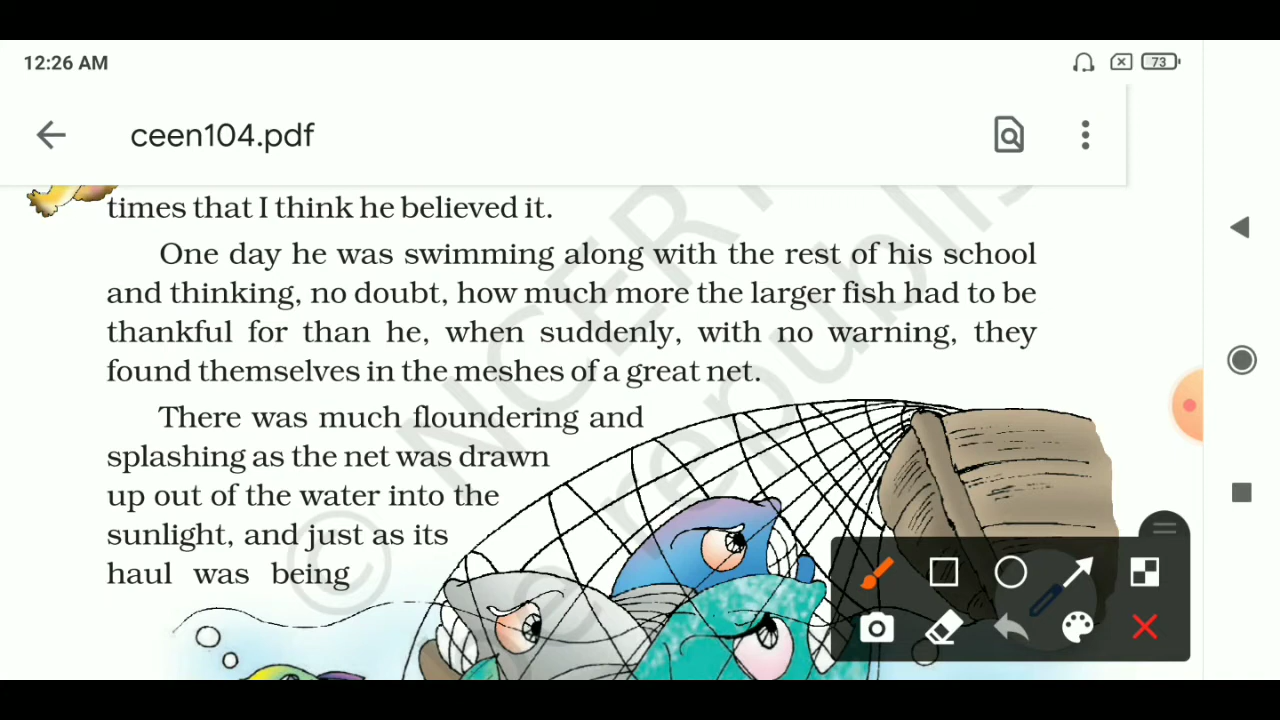 12:26 AM
73
ceen104.pdf
times that I think he believed it.
One day he was swimming along with the rest of his school
and thinking, no doubt, how much more the larger fish had to be
thankful for than he, when suddenly, with no warning, they
found themselves in the meshes of a great net.
There was much floundering and
splashing as the net was drawn
up out of the water into the
sunlight, and just as its
haul was being
© NCERT
republis